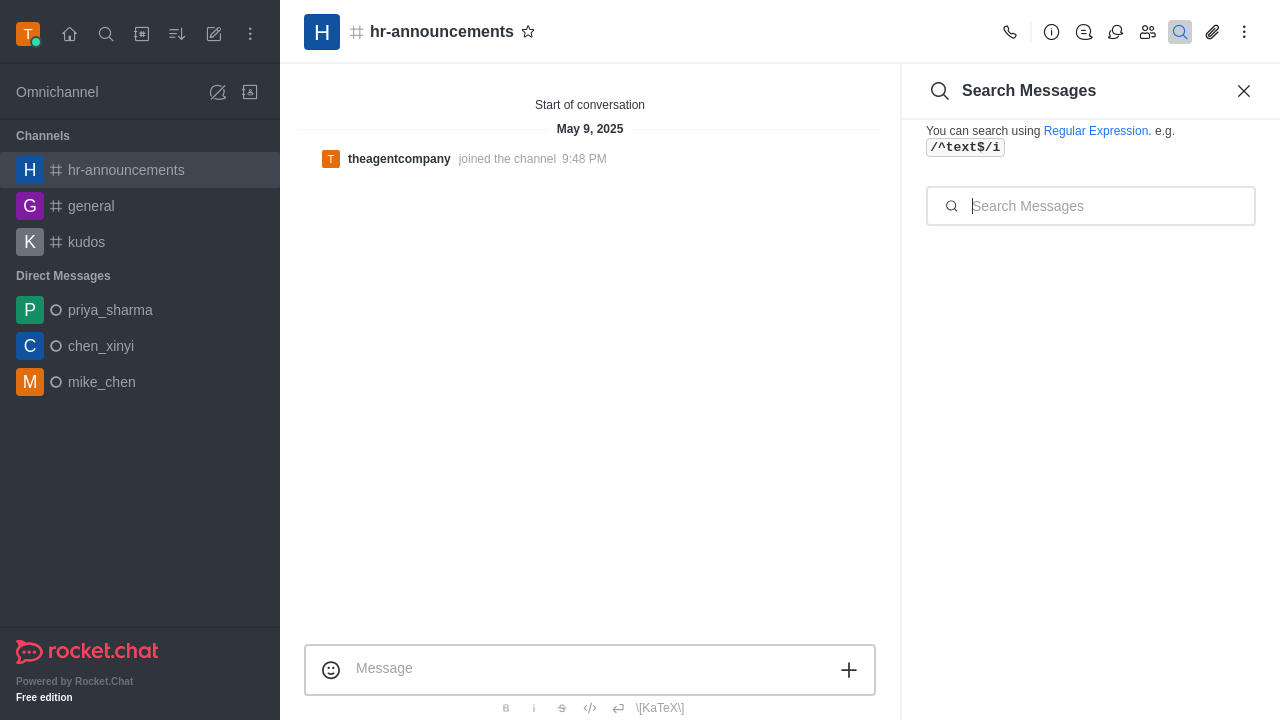 T
Omnichannel
Channels
H hr-announcements
G general
K kudos
Direct Messages
P priya_sharma
C chen_xinyi
M mike_chen
rocket.chat
Powered by Rocket.Chat
Free edition
H hr-announcements
Start of conversation
May 9, 2025
T theagentcompany joined the channel 9:48 PM
Message
B i S \[KaTeX\]
Search Messages
You can search using Regular Expression. e.g.
/^text$/i
Search Messages